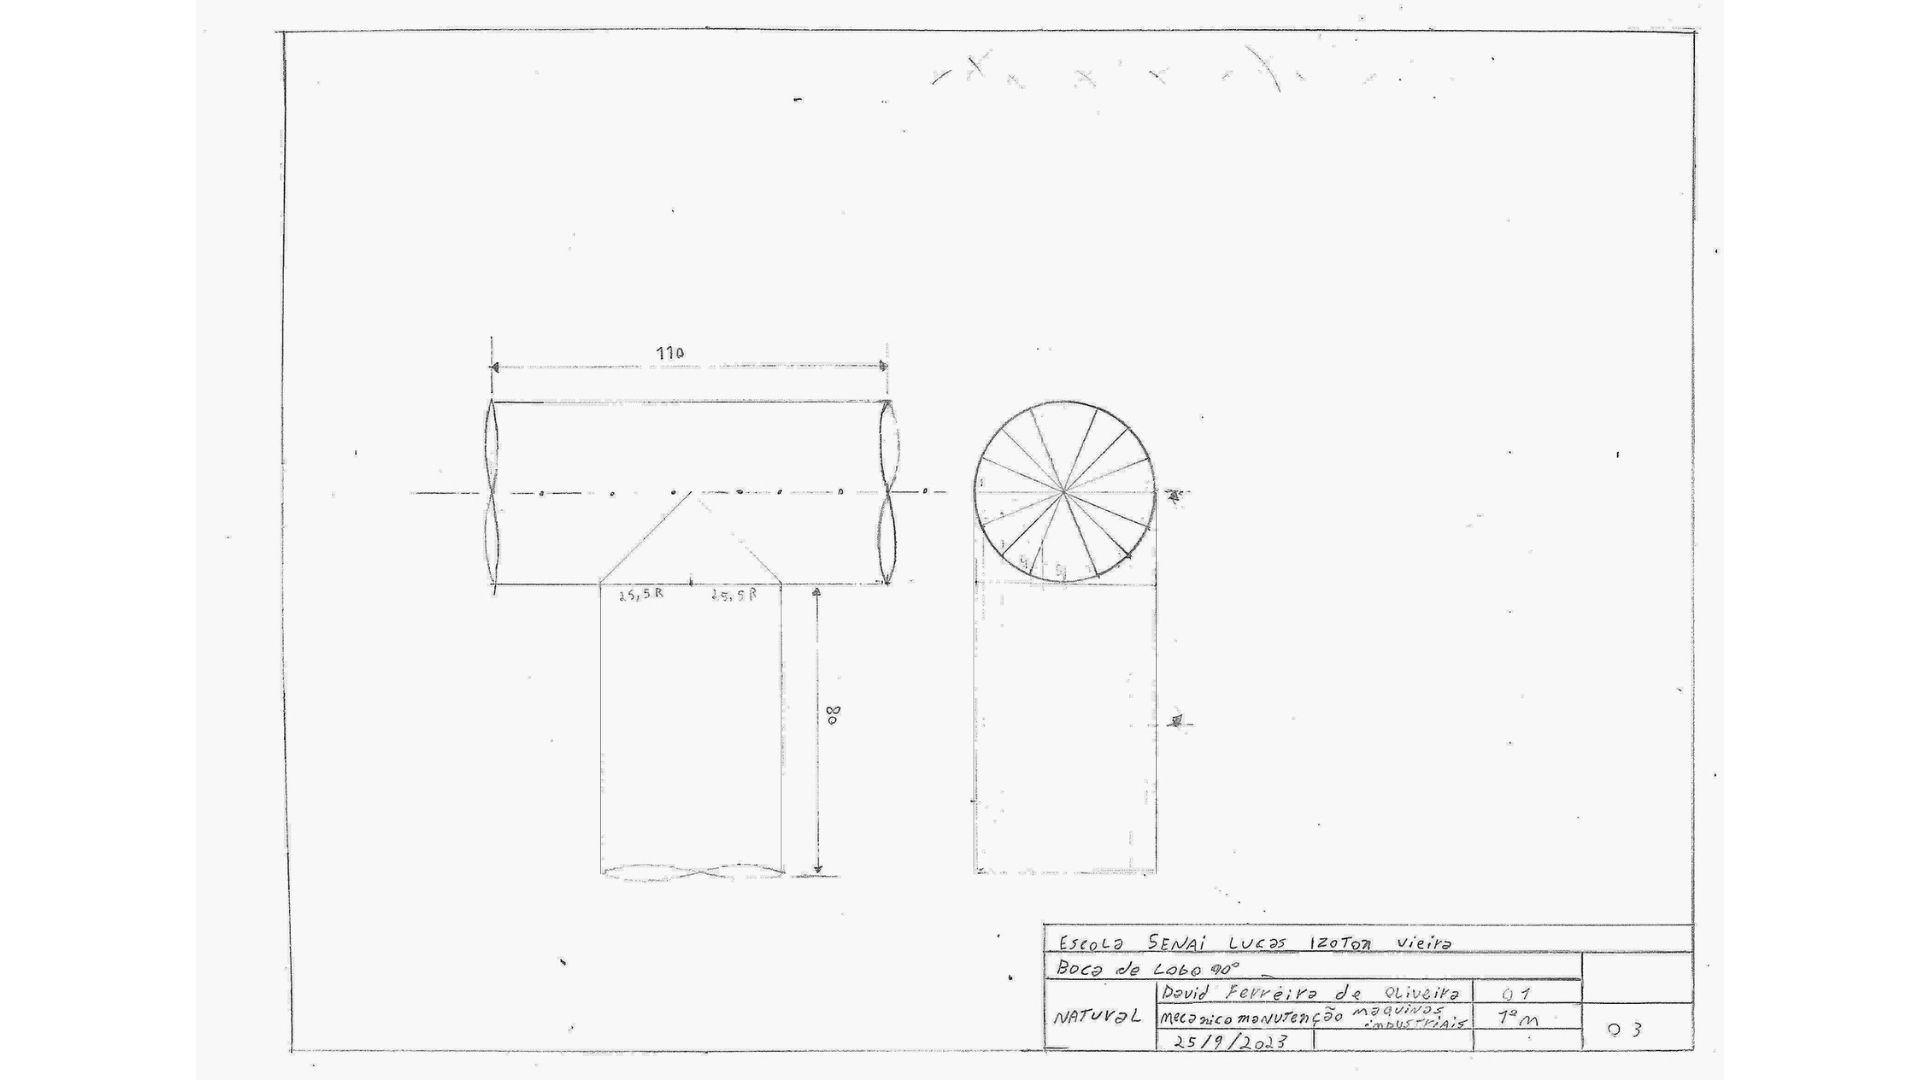 110
25,5R 25,5R
80
Escola SENAi Lucas IzoTon Vieira
Boca de Lobo 90°
NATUraL
David Ferreira de Oliveira 01
mecanico manutenção maquinas industriais 1ºm
25/9/2023
03